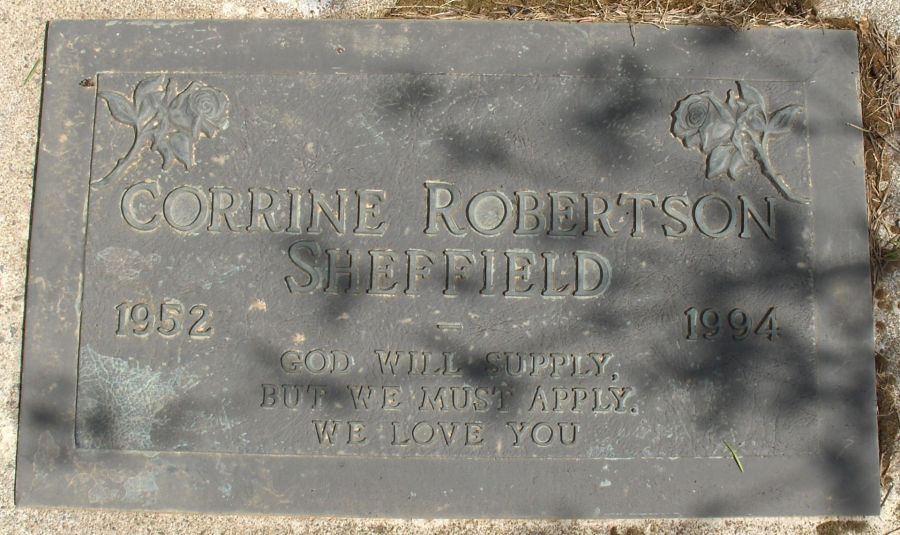 CORRINE ROBERTSON
SHEFFIELD
1952 – 1994
GOD WILL SUPPLY,
BUT WE MUST APPLY.
WE LOVE YOU